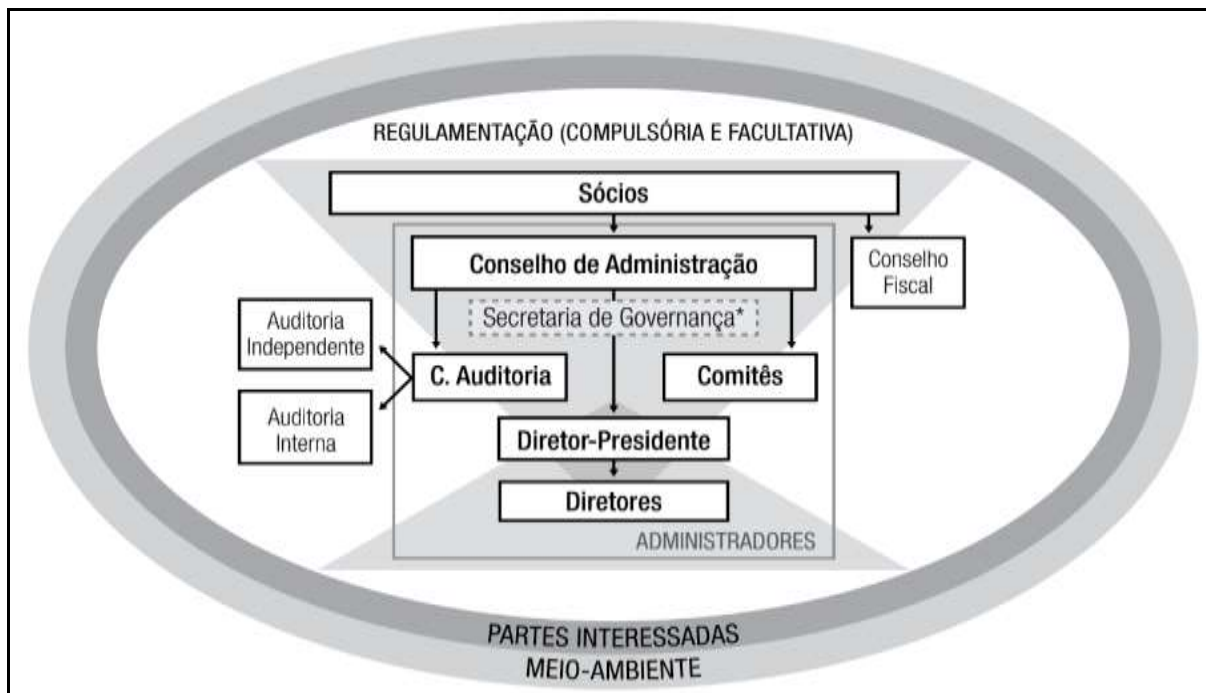 REGULAMENTAÇÃO (COMPULSÓRIA E FACULTATIVA)
Sócios
Conselho de Administração
Conselho
Fiscal
Secretaria de Governança*
Auditoria
Independente
C. Auditoria
Comitês
Auditoria
Interna
Diretor-Presidente
Diretores
ADMINISTRADORES
PARTES INTERESSADAS
MEIO-AMBIENTE